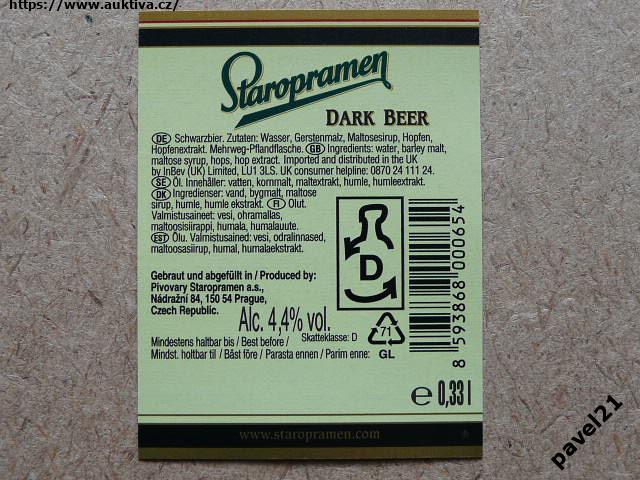 https://www.auktiva.cz/
Staropramen
DARK BEER
DE Schwarzbier. Zutaten: Wasser, Gerstenmalz, Maltosesirup, Hopfen,
Hopfenextrakt. Mehrweg-Pflandflasche. GB Ingredients: water, barley malt,
maltose syrup, hops, hop extract. Imported and distributed in the UK
by InBev (UK) Limited, LU1 3LS. UK consumer helpline: 0870 24 111 24.
SE Öl. Innehåller: vatten, kornmalt, maltextrakt, humle, humleextrakt.
DK Ingredienser: vand, bygmalt, maltose
sirup, humle, humle ekstrakt. FI Olut.
Valmistusaineet: vesi, ohramallas,
maltoosisiirappi, humala, humalauute.
EST Õlu. Valmistusained: vesi, odralinnased,
maltoosasiirup, humal, humalaekstrakt.
Gebraut und abgefüllt in / Produced by:
Pivovary Staropramen a.s.,
Nádražní 84, 150 54 Prague,
Czech Republic.
Alc. 4,4% vol.
Skatteklasse: D
Mindestens haltbar bis / Best before /
Mindst. holtbar til / Bäst före / Parasta ennen / Parim enne:
D
71
GL
8 593868 000654
e 0,33 l
www.staropramen.com
pavel21